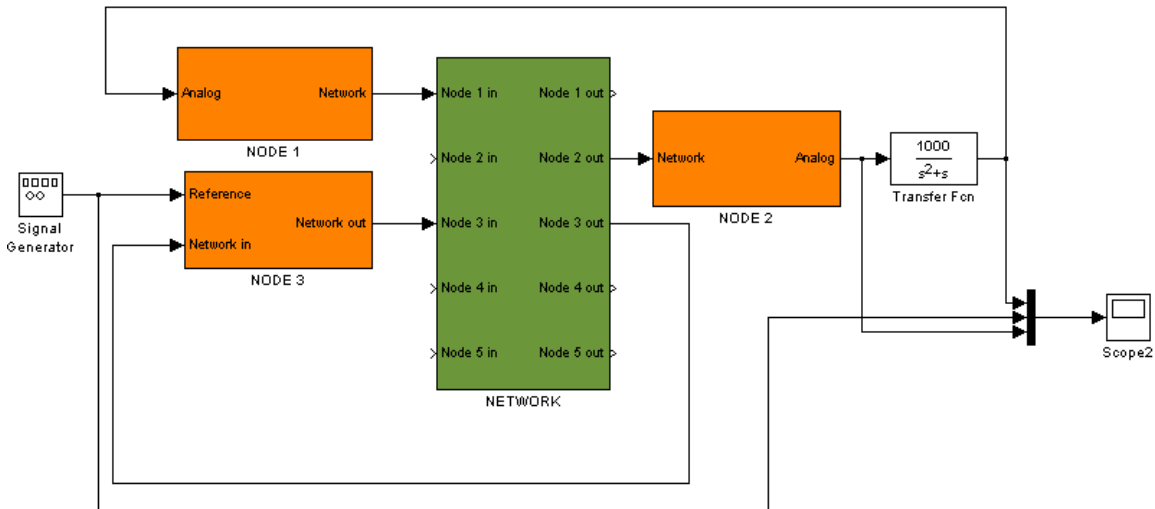 Analog
Network
NODE 1
Node 1 in
Node 1 out
Node 2 in
Node 2 out
Node 3 in
Node 3 out
Node 4 in
Node 4 out
Node 5 in
Node 5 out
NETWORK
Network
Analog
NODE 2
1000
s²+s
Transfer Fcn
Signal
Generator
Reference
Network out
Network in
NODE 3
Scope2